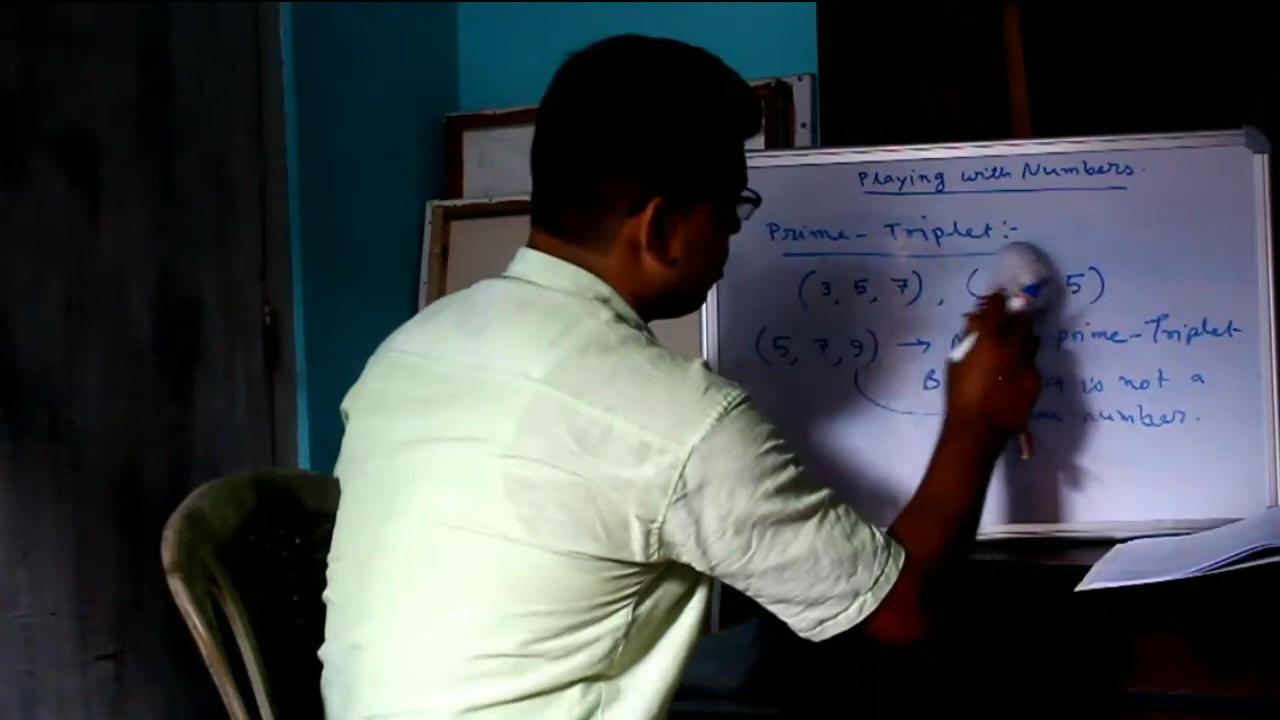 Playing with Numbers.
Prime-Triplet:-
(3, 5, 7), ( 5)
(5, 7, 9) → prime-Triplet
is not a
number.